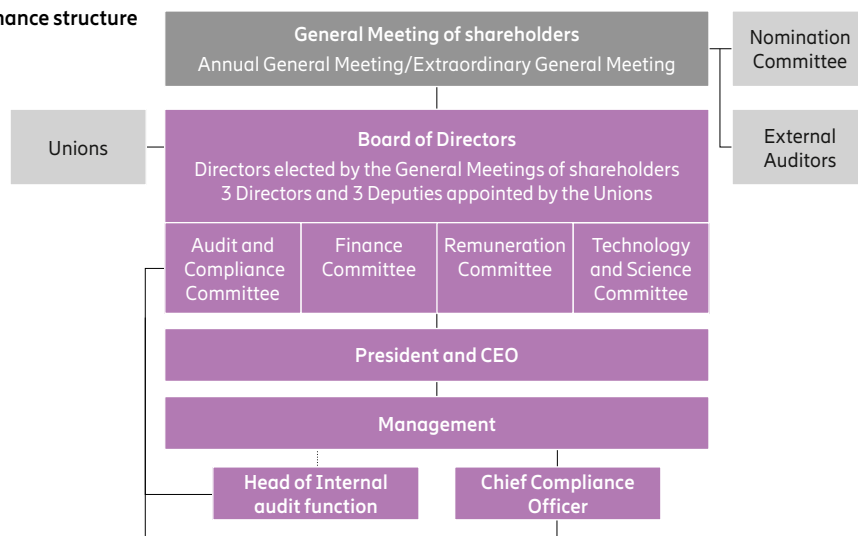 nance structure
General Meeting of shareholders
Annual General Meeting/Extraordinary General Meeting
Nomination
Committee
External
Auditors
Unions
Board of Directors
Directors elected by the General Meetings of shareholders
3 Directors and 3 Deputies appointed by the Unions
Audit and
Compliance
Committee
Finance
Committee
Remuneration
Committee
Technology
and Science
Committee
President and CEO
Management
Head of Internal
audit function
Chief Compliance
Officer